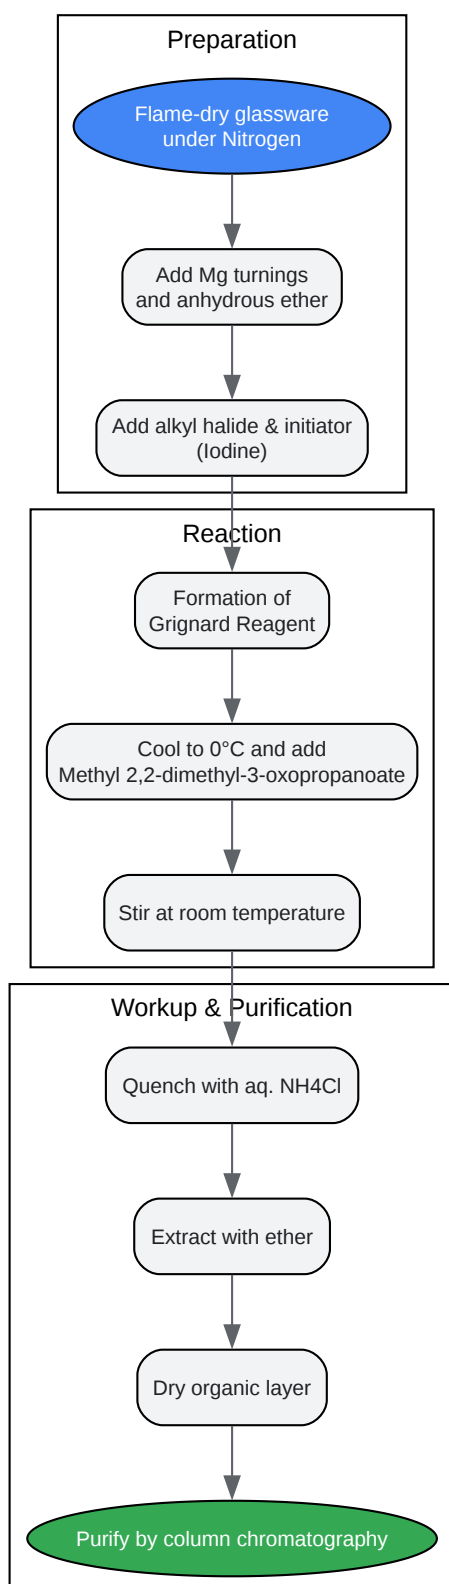 Preparation
Flame-dry glassware
under Nitrogen
Add Mg turnings
and anhydrous ether
Add alkyl halide & initiator
(Iodine)
Reaction
Formation of
Grignard Reagent
Cool to 0°C and add
Methyl 2,2-dimethyl-3-oxopropanoate
Stir at room temperature
Workup & Purification
Quench with aq. NH4Cl
Extract with ether
Dry organic layer
Purify by column chromatography